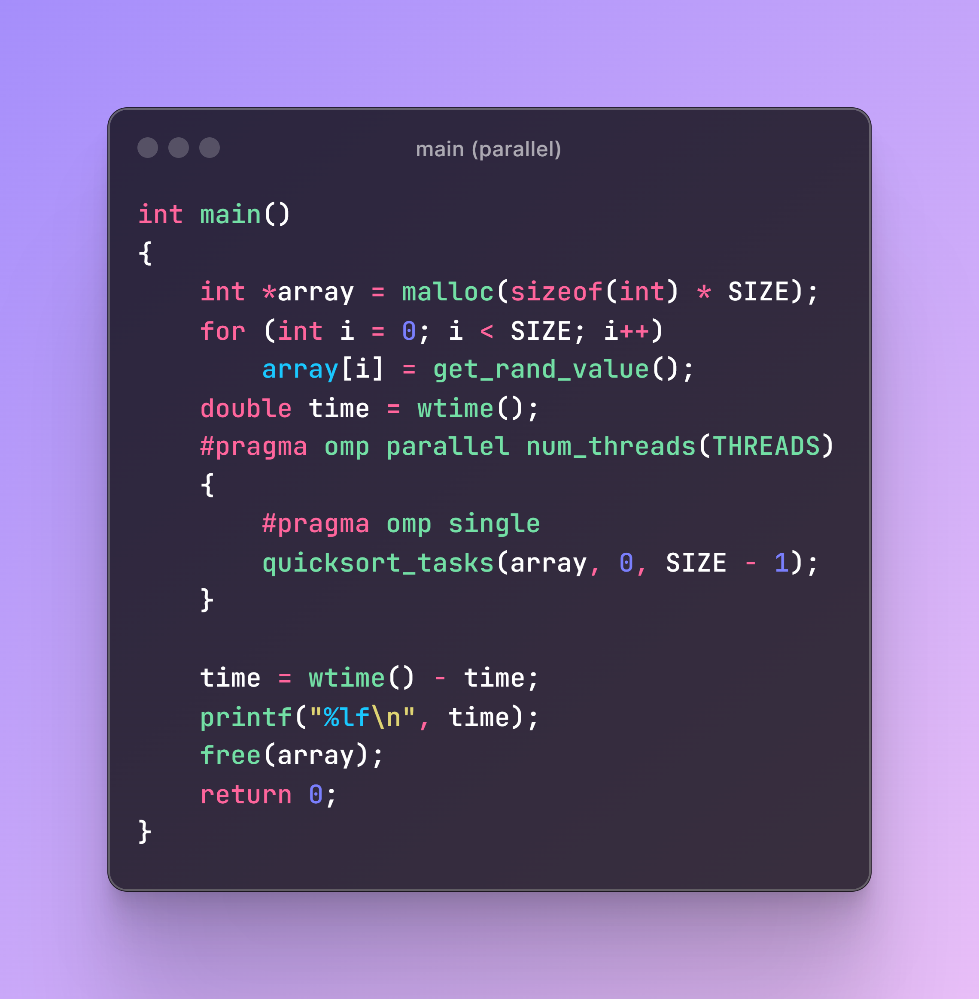 main (parallel)
int main()
{
    int *array = malloc(sizeof(int) * SIZE);
    for (int i = 0; i < SIZE; i++)
        array[i] = get_rand_value();
    double time = wtime();
    #pragma omp parallel num_threads(THREADS)
    {
        #pragma omp single
        quicksort_tasks(array, 0, SIZE - 1);
    }

    time = wtime() - time;
    printf("%lf\n", time);
    free(array);
    return 0;
}